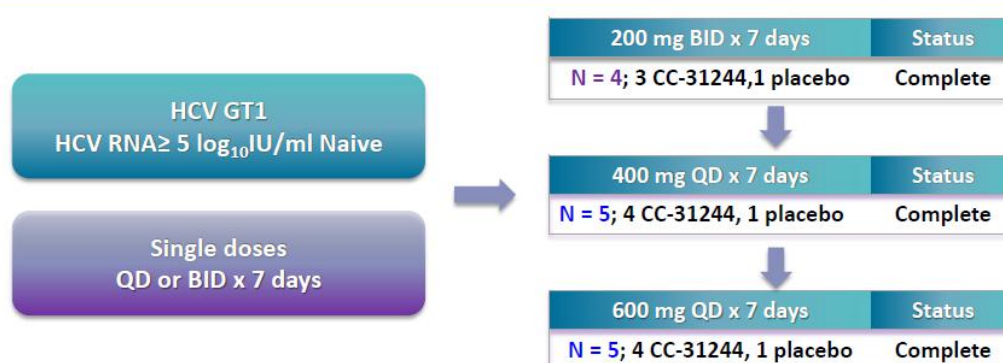 HCV GT1
HCV RNA≥ 5 log₁₀IU/ml Naive
Single doses
QD or BID x 7 days
200 mg BID x 7 days Status
N = 4; 3 CC-31244,1 placebo Complete
400 mg QD x 7 days Status
N = 5; 4 CC-31244, 1 placebo Complete
600 mg QD x 7 days Status
N = 5; 4 CC-31244, 1 placebo Complete